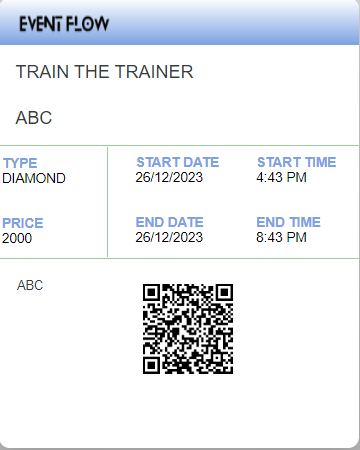 EVENT FLOW
TRAIN THE TRAINER
ABC
TYPE
DIAMOND
START DATE
26/12/2023
START TIME
4:43 PM
PRICE
2000
END DATE
26/12/2023
END TIME
8:43 PM
ABC